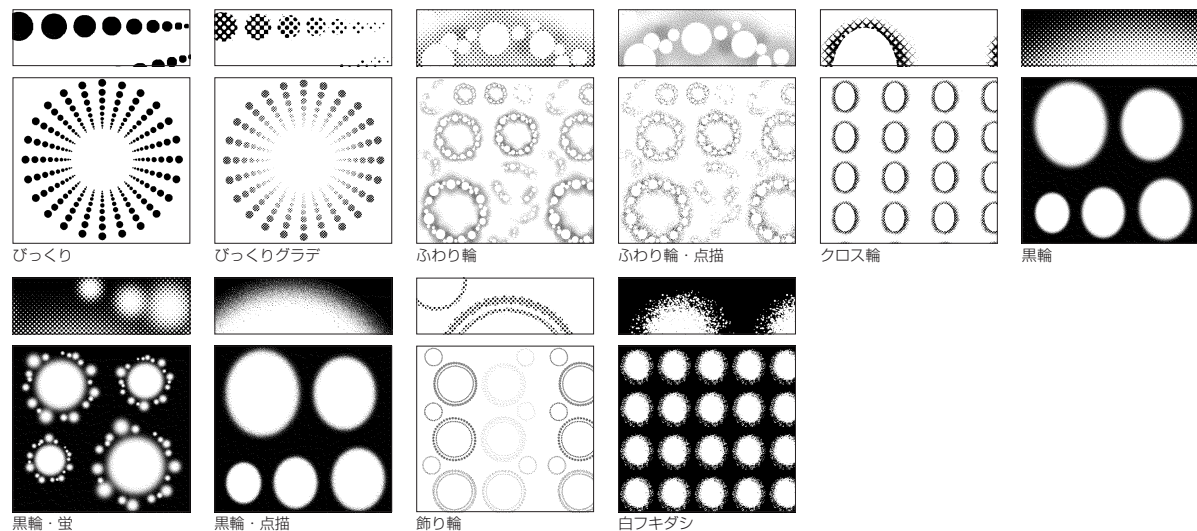 びっくり
びっくりグラデ
ふわり輪
ふわり輪・点描
クロス輪
黒輪
黒輪・蛍
黒輪・点描
飾り輪
白フキダシ